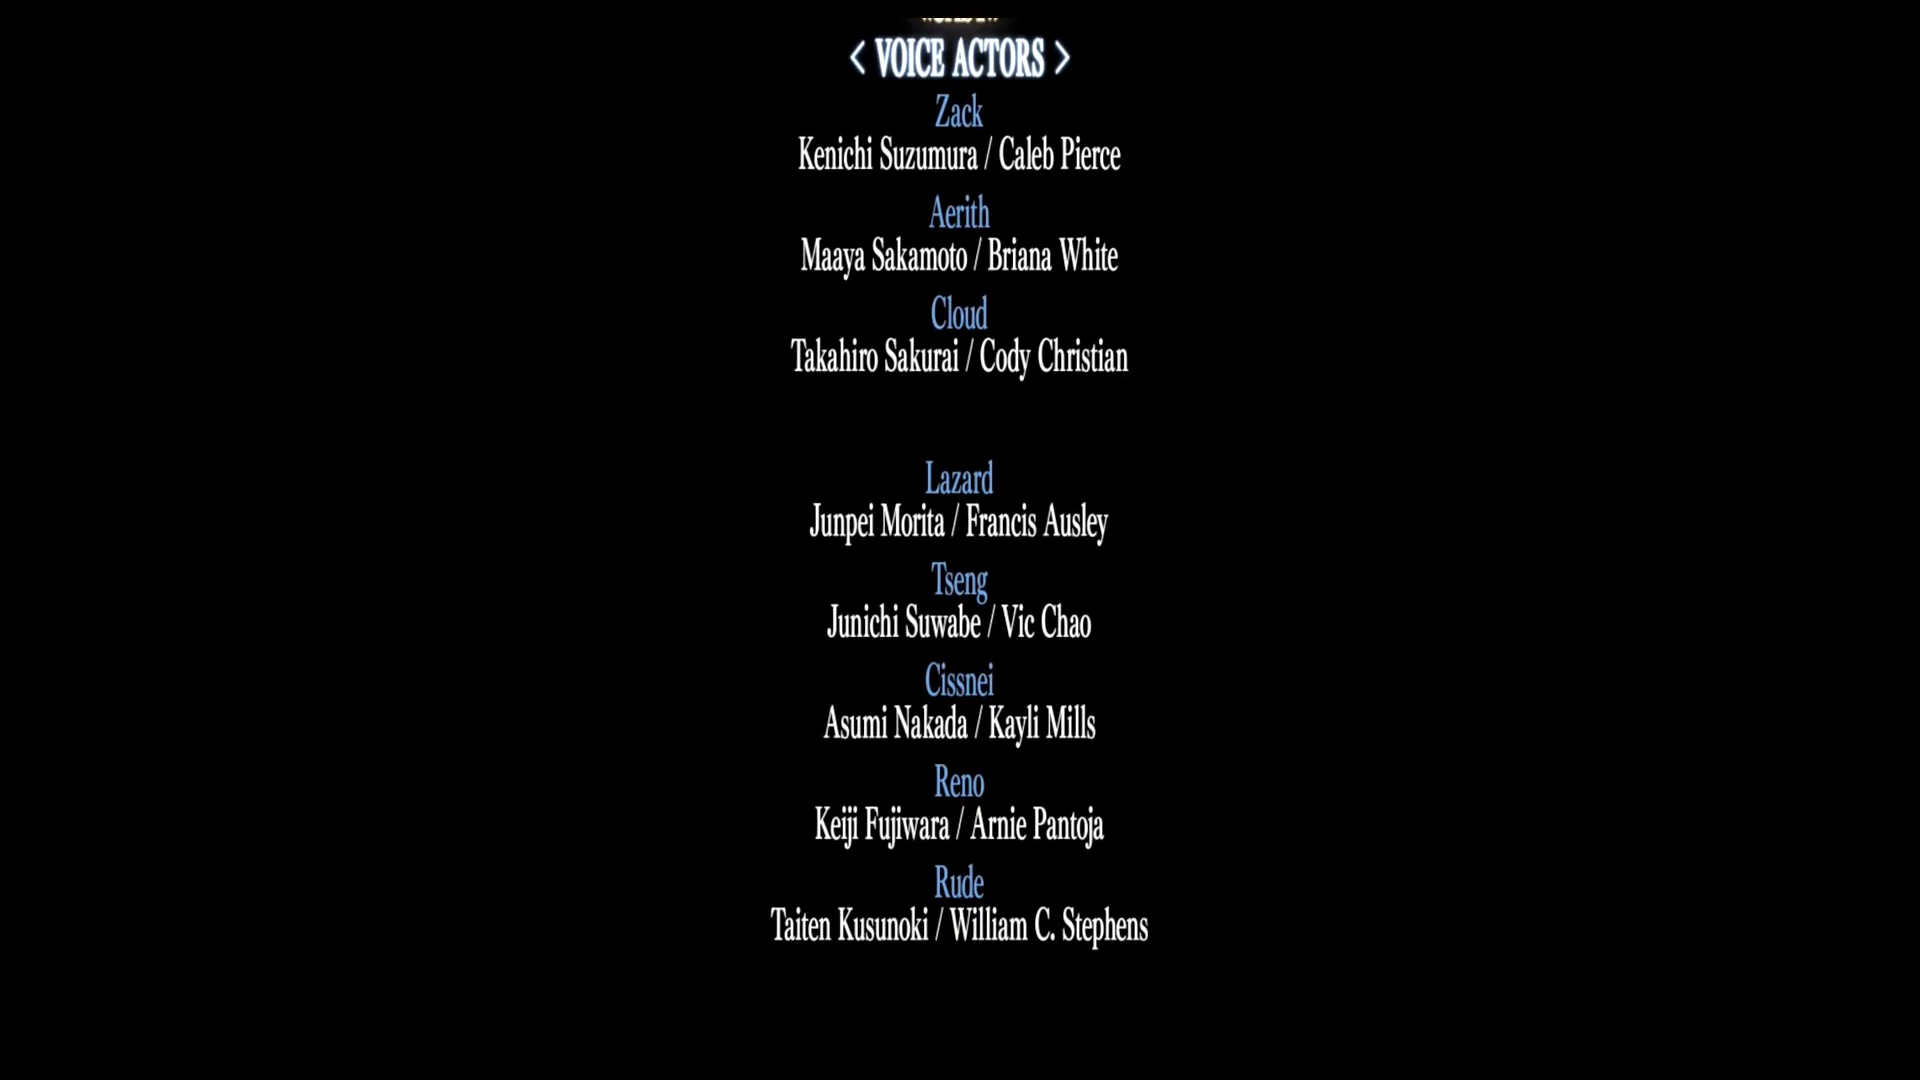 < VOICE ACTORS >
Zack
Kenichi Suzumura / Caleb Pierce
Aerith
Maaya Sakamoto / Briana White
Cloud
Takahiro Sakurai / Cody Christian
Lazard
Junpei Morita / Francis Ausley
Tseng
Junichi Suwabe / Vic Chao
Cissnei
Asumi Nakada / Kayli Mills
Reno
Keiji Fujiwara / Arnie Pantoja
Rude
Taiten Kusunoki / William C. Stephens